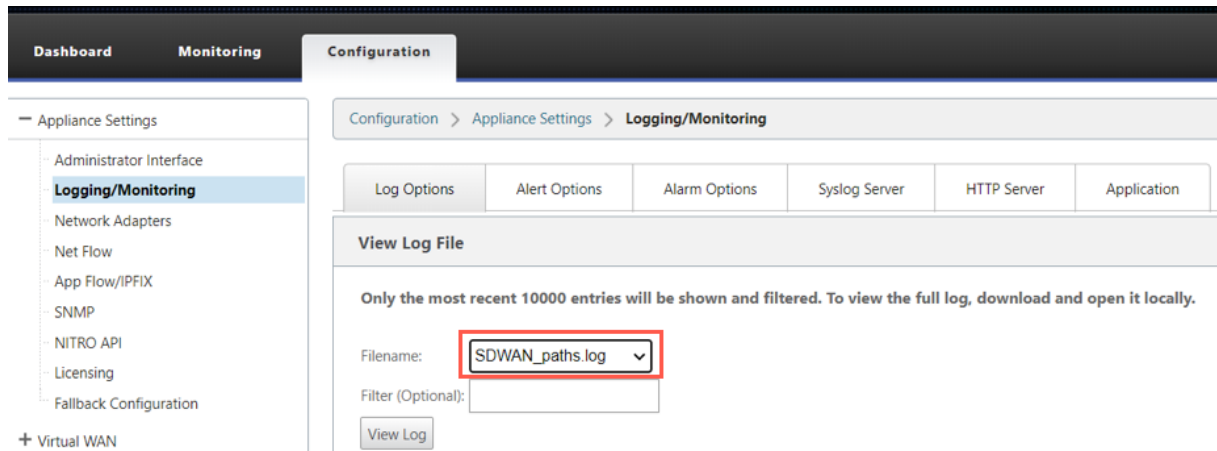 Dashboard Monitoring Configuration
Appliance Settings
Administrator Interface
Logging/Monitoring
Network Adapters
Net Flow
App Flow/IPFIX
SNMP
NITRO API
Licensing
Fallback Configuration
Virtual WAN
Configuration > Appliance Settings > Logging/Monitoring
Log Options Alert Options Alarm Options Syslog Server HTTP Server Application
View Log File
Only the most recent 10000 entries will be shown and filtered. To view the full log, download and open it locally.
Filename: SDWAN_paths.log
Filter (Optional):
View Log